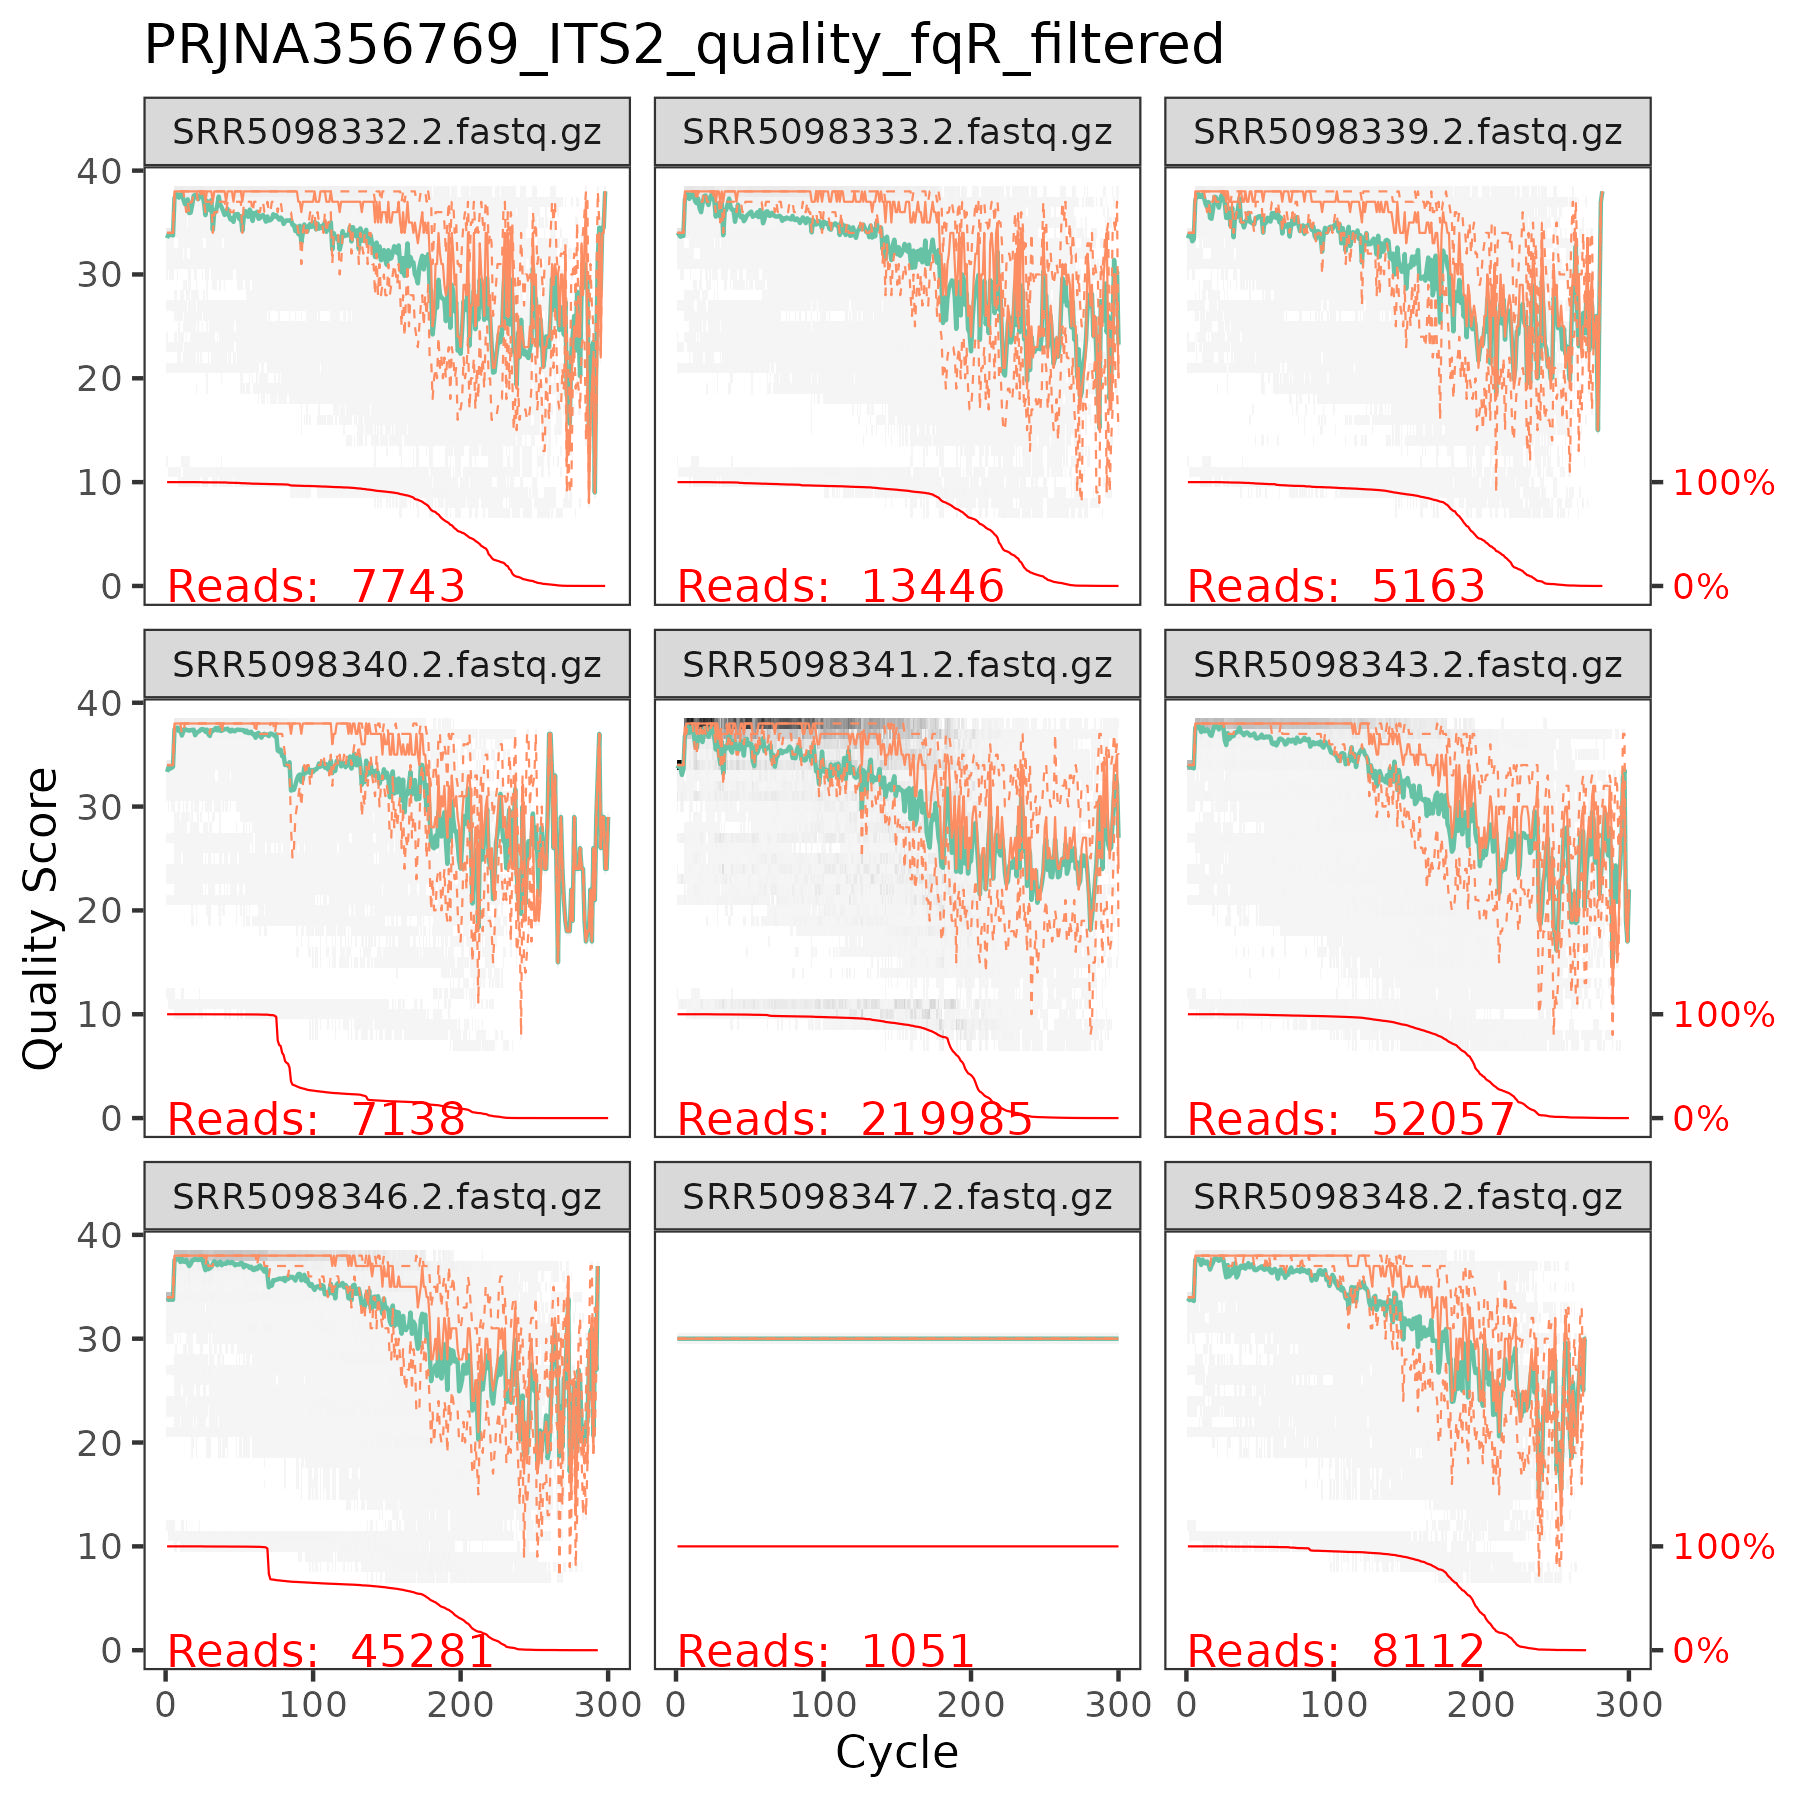 PRJNA356769_ITS2_quality_fqR_filtered
SRR5098332.2.fastq.gz SRR5098333.2.fastq.gz SRR5098339.2.fastq.gz
40
30
20
10 100%
0 Reads: 7743 Reads: 13446 Reads: 5163 0%
SRR5098340.2.fastq.gz SRR5098341.2.fastq.gz SRR5098343.2.fastq.gz
40
30
Quality Score
20
10 100%
0 Reads: 7138 Reads: 219985 Reads: 52057 0%
SRR5098346.2.fastq.gz SRR5098347.2.fastq.gz SRR5098348.2.fastq.gz
40
30
20
10 100%
0 Reads: 45281 Reads: 1051 Reads: 8112 0%
0 100 200 300 0 100 200 300 0 100 200 300
Cycle